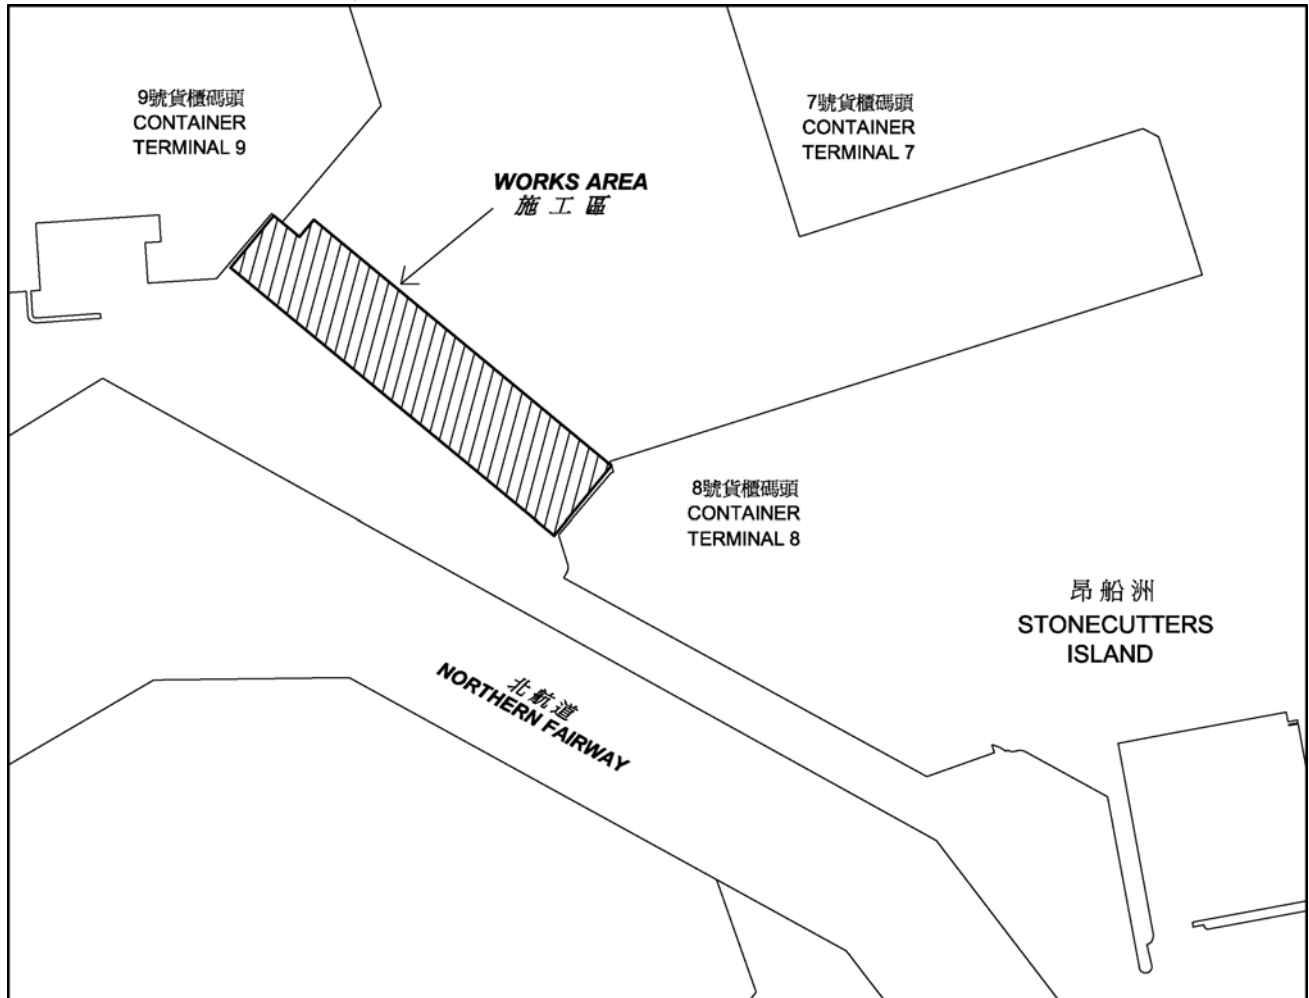 9號貨櫃碼頭
CONTAINER
TERMINAL 9
7號貨櫃碼頭
CONTAINER
TERMINAL 7
WORKS AREA
施工區
8號貨櫃碼頭
CONTAINER
TERMINAL 8
昂船洲
STONECUTTERS
ISLAND
北航道
NORTHERN FAIRWAY